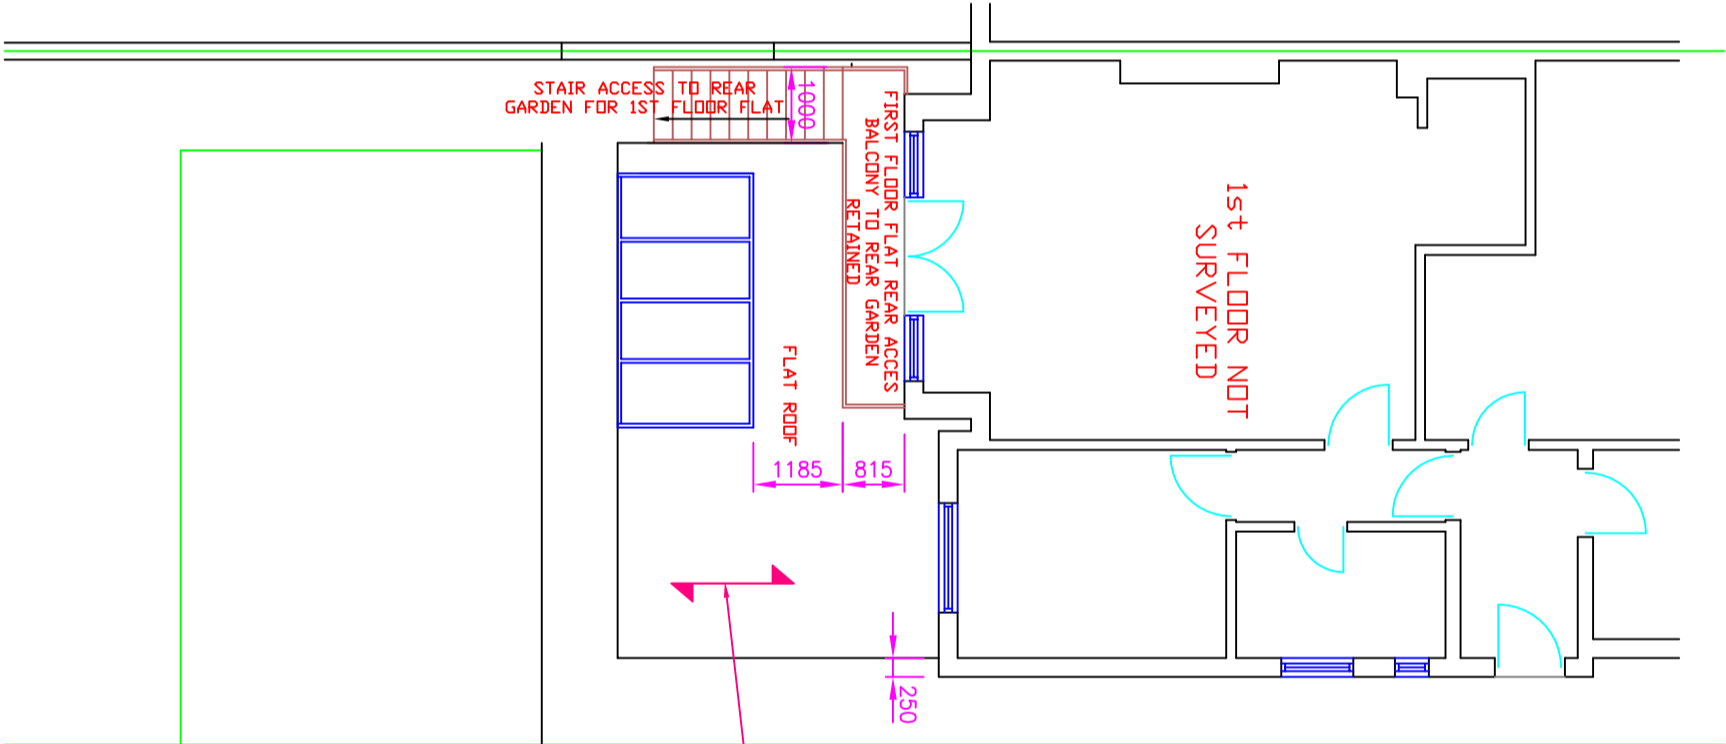 STAIR ACCESS TO REAR
GARDEN FOR 1ST FLOOR FLAT
1000
FIRST FLOOR FLAT REAR ACCES
BALCONY TO REAR GARDEN
RETAINED
1st FLOOR NOT
SURVEYED
FLAT ROOF
1185
815
250